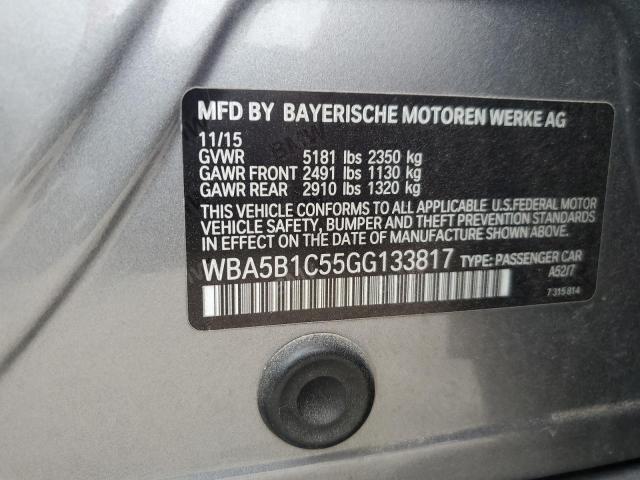 MFD BY BAYERISCHE MOTOREN WERKE AG
11/15
GVWR 5181 lbs 2350 kg
GAWR FRONT 2491 lbs 1130 kg
GAWR REAR 2910 lbs 1320 kg
THIS VEHICLE CONFORMS TO ALL APPLICABLE U.S.FEDERAL MOTOR
VEHICLE SAFETY, BUMPER AND THEFT PREVENTION STANDARDS
IN EFFECT ON THE DATE OF MANUFACTURE SHOWN ABOVE.
WBA5B1C55GG133817 TYPE: PASSENGER CAR
A52/7
7315814